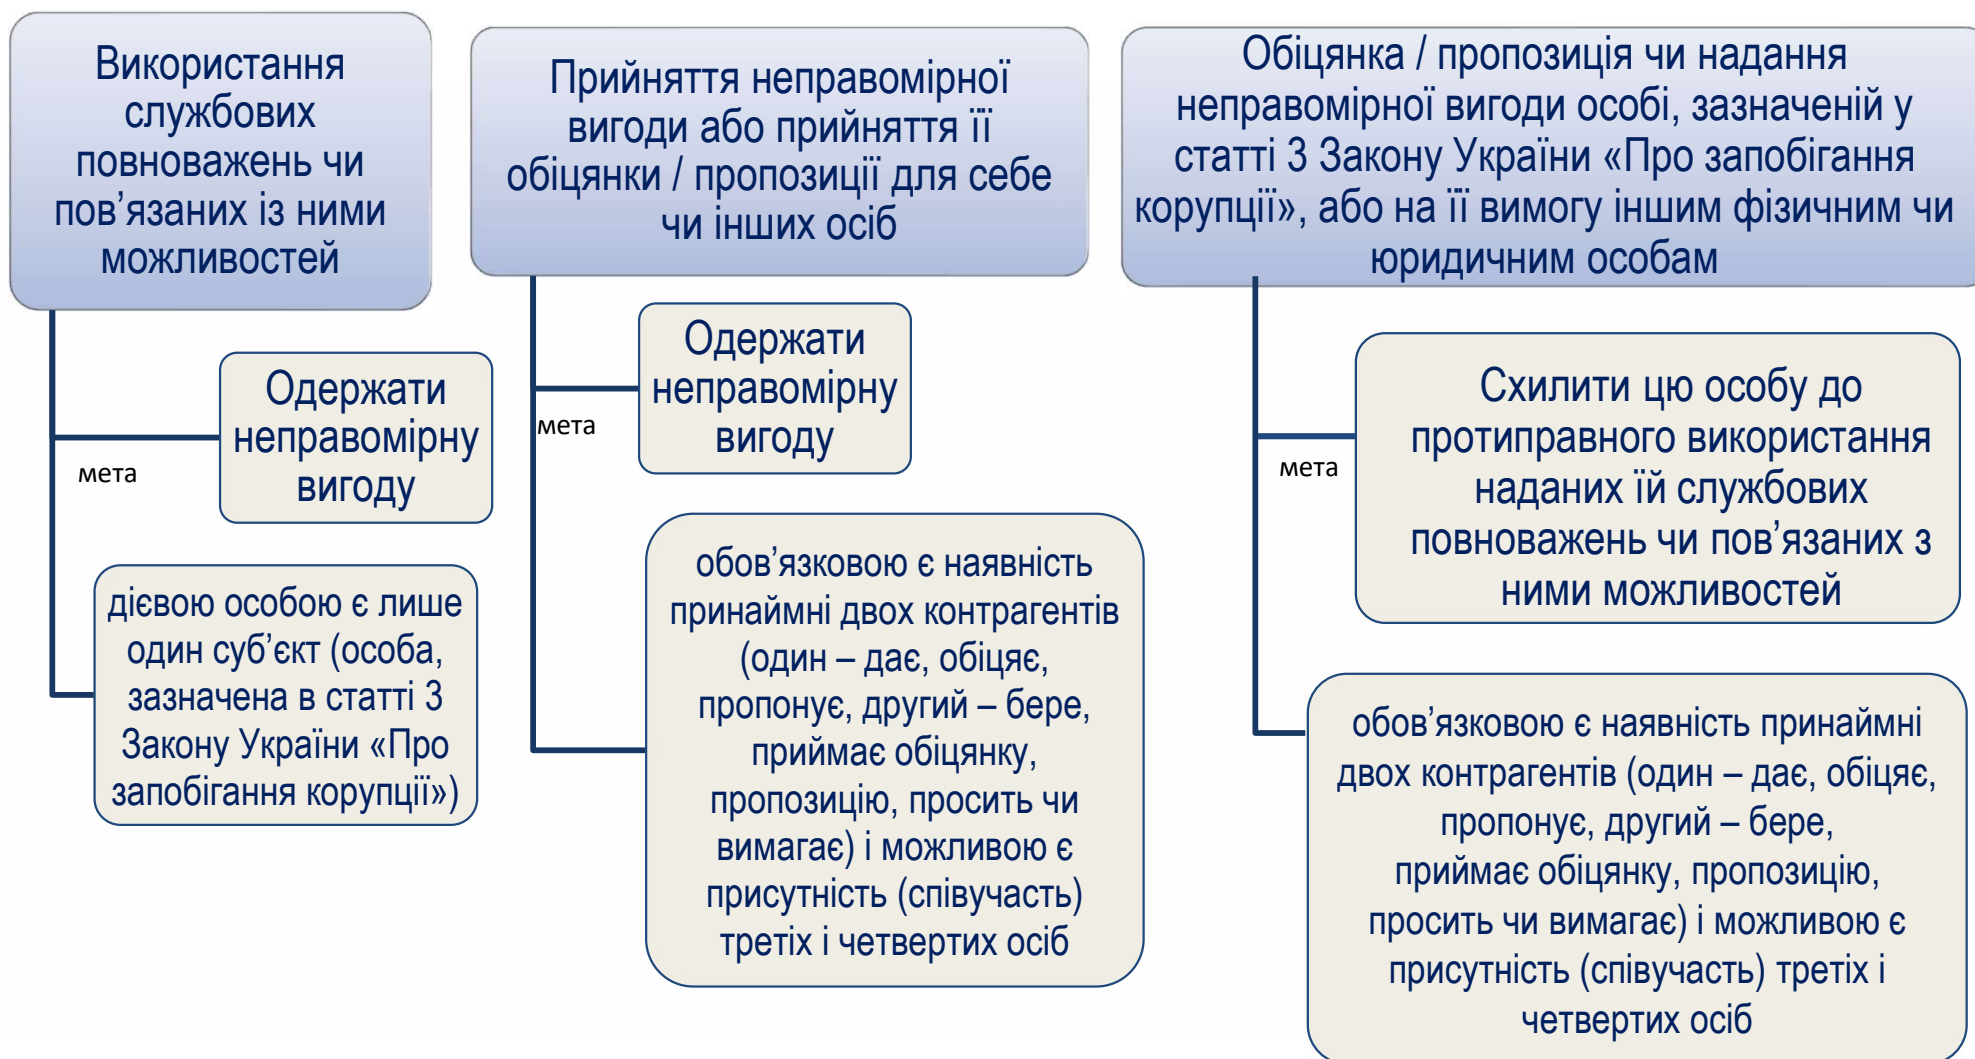 Використання
службових
повноважень чи
пов’язаних із ними
можливостей
мета
Одержати
неправомірну
вигоду
дієвою особою є лише
один суб’єкт (особа,
зазначена в статті 3
Закону України «Про
запобігання корупції»)
Прийняття неправомірної
вигоди або прийняття її
обіцянки / пропозиції для себе
чи інших осіб
мета
Одержати
неправомірну
вигоду
обов’язковою є наявність
принаймні двох контрагентів
(один – дає, обіцяє,
пропонує, другий – бере,
приймає обіцянку,
пропозицію, просить чи
вимагає) і можливою є
присутність (співучасть)
третіх і четвертих осіб
Обіцянка / пропозиція чи надання
неправомірної вигоди особі, зазначеній у
статті 3 Закону України «Про запобігання
корупції», або на її вимогу іншим фізичним чи
юридичним особам
мета
Схилити цю особу до
протиправного використання
наданих їй службових
повноважень чи пов’язаних з
ними можливостей
обов’язковою є наявність принаймні
двох контрагентів (один – дає, обіцяє,
пропонує, другий – бере,
приймає обіцянку, пропозицію,
просить чи вимагає) і можливою є
присутність (співучасть) третіх і
четвертих осіб